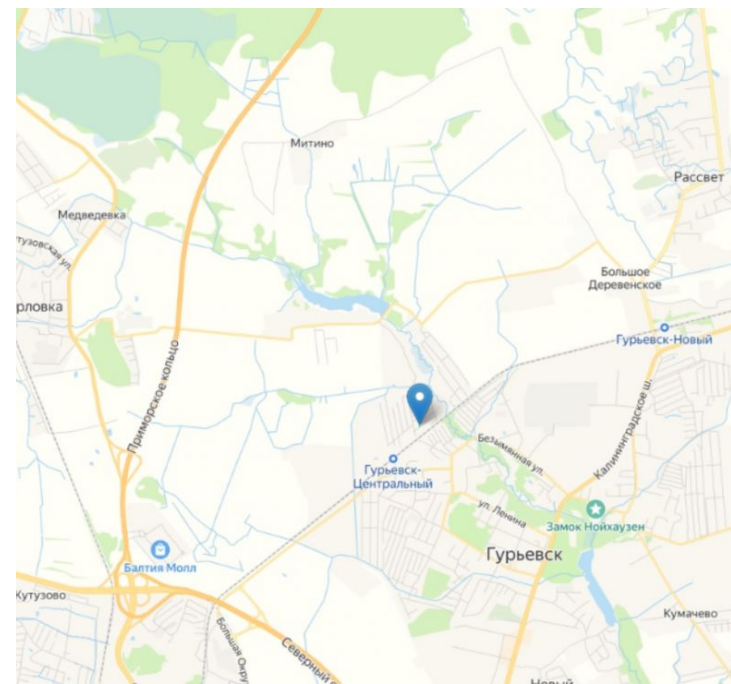 Митино
Рассвет
Медведевка
тузовская ул.
Большое
Деревенское
рловка
Гурьевск-Новый
Приморское кольцо
Калининградское ш.
Безымянная ул.
Гурьевск-
Центральный
ул. Ленина
Замок Нойхаузен
Гурьевск
Балтия Молл
Кутузово
Кумачево
Большая Окру
Северный о
Новый